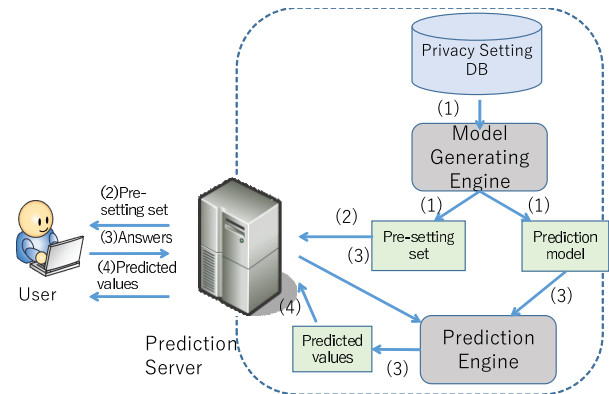 Privacy Setting
DB
(1)
Model
Generating
Engine
(1)
(1)
(2)Pre-
setting set
(3)Answers
(4)Predicted
values
User
(2)
(3)
Pre-setting
set
Prediction
model
(3)
(4)
Prediction
Server
Predicted
values
(3)
Prediction
Engine